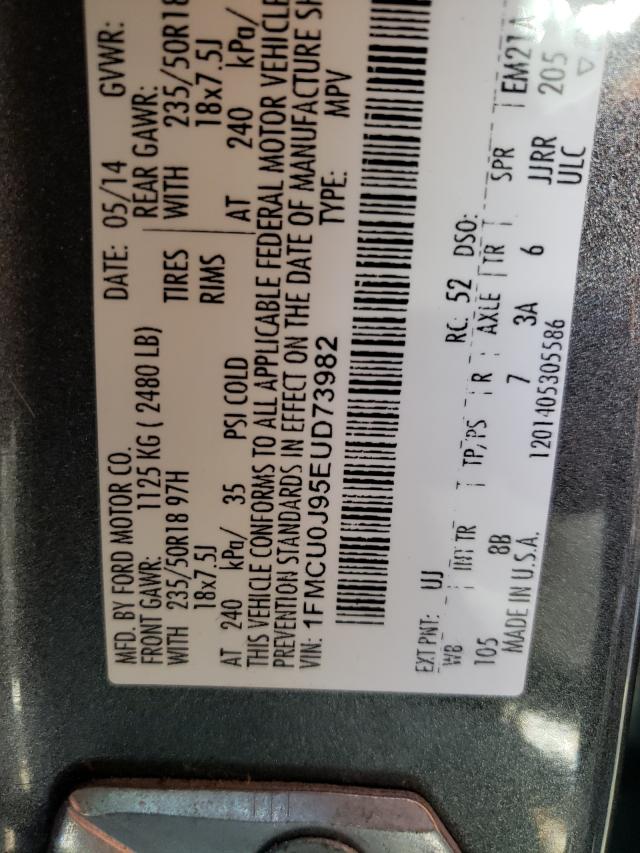 MFD. BY FORD MOTOR CO.
DATE: 05/14 GVWR:
FRONT GAWR: 1125 KG ( 2480 LB)
REAR GAWR:
WITH 235/50R18 97H TIRES
WITH 235/50R18
18x7.5J RIMS
18x7.5J
AT 240 kPa/ 35 PSI COLD
AT 240 kPa/
THIS VEHICLE CONFORMS TO ALL APPLICABLE FEDERAL MOTOR VEHICLE
PREVENTION STANDARDS IN EFFECT ON THE DATE OF MANUFACTURE SH
VIN: 1FMCU0J95EUD73982
TYPE: MPV
EXT PNT: UJ RC: 52 DSO:
WB INT TR TP/PS R AXLE TR SPR EM21A
105 8B 7 3A 6 JJRR 205
MADE IN U.S.A. 1201405305586 ULC